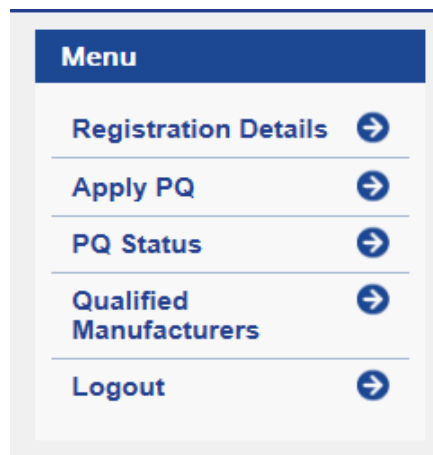 Menu
Registration Details
Apply PQ
PQ Status
Qualified
Manufacturers
Logout